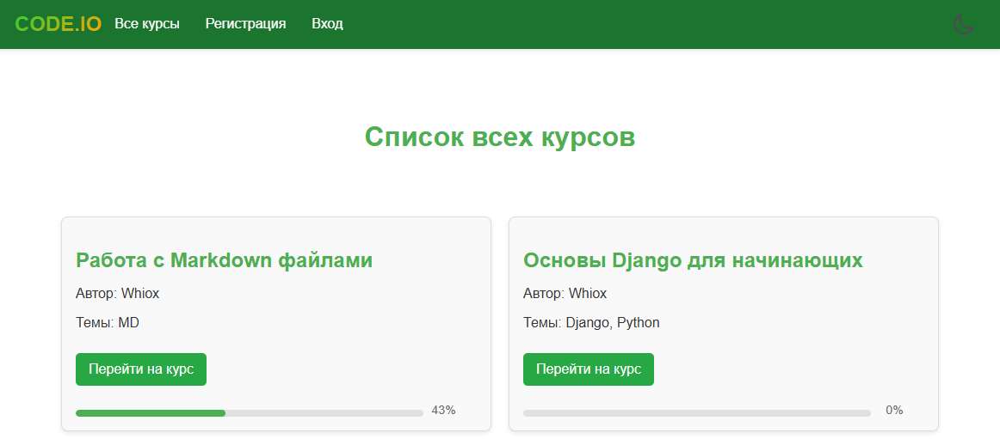 CODE.IO Все курсы Регистрация Вход
Список всех курсов
Работа с Markdown файлами
Автор: Whiox
Темы: MD
Перейти на курс
43%
Основы Django для начинающих
Автор: Whiox
Темы: Django, Python
Перейти на курс
0%